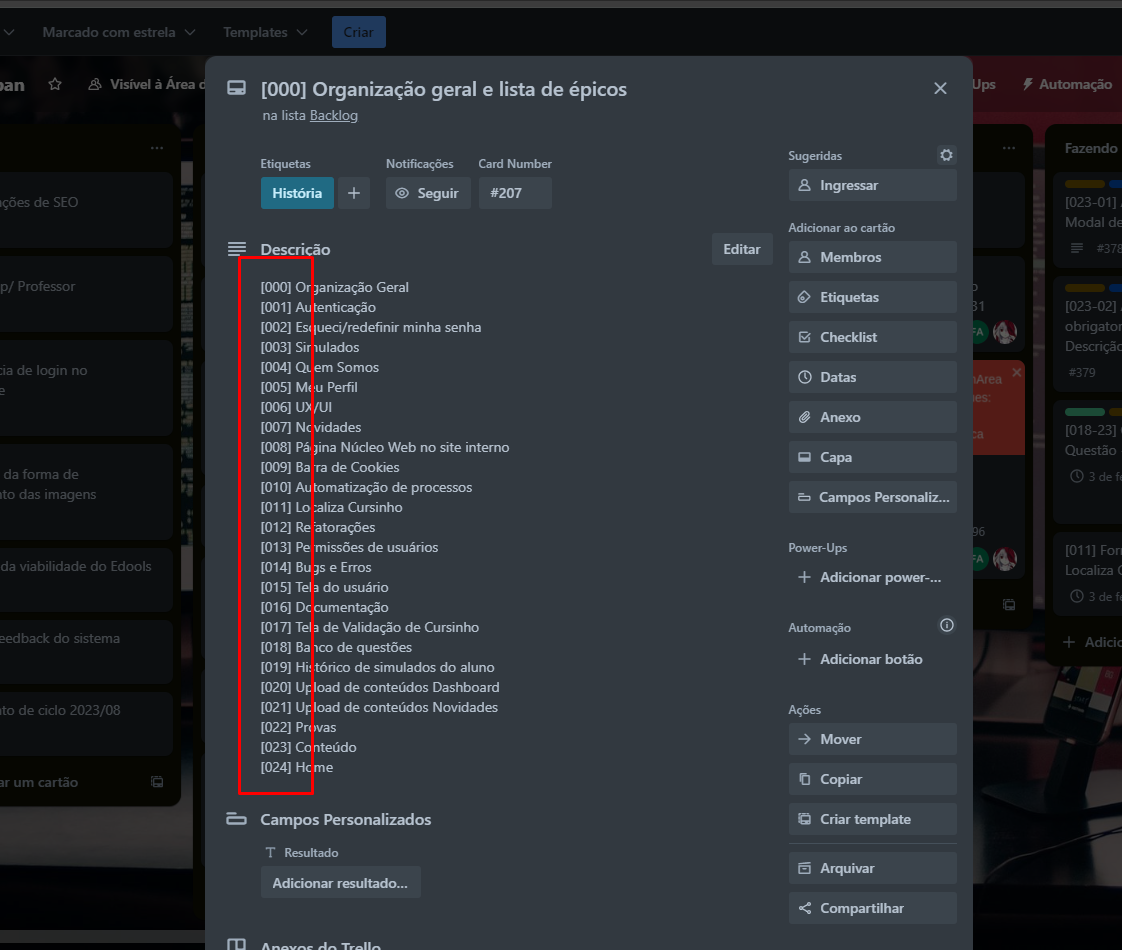 Marcado com estrela
Templates
Criar
Visível à Área d
Ups
Automação
[000] Organização geral e lista de épicos
na lista Backlog
Etiquetas
Notificações
Card Number
História
Seguir
#207
Descrição
Editar
[000] Organização Geral
[001] Autenticação
[002] Esqueci/redefinir minha senha
[003] Simulados
[004] Quem Somos
[005] Meu Perfil
[006] UX/UI
[007] Novidades
[008] Página Núcleo Web no site interno
[009] Barra de Cookies
[010] Automatização de processos
[011] Localiza Cursinho
[012] Refatorações
[013] Permissões de usuários
[014] Bugs e Erros
[015] Tela do usuário
[016] Documentação
[017] Tela de Validação de Cursinho
[018] Banco de questões
[019] Histórico de simulados do aluno
[020] Upload de conteúdos Dashboard
[021] Upload de conteúdos Novidades
[022] Provas
[023] Conteúdo
[024] Home
Campos Personalizados
Resultado
Adicionar resultado...
Anexos do Trello
Sugeridas
Ingressar
Adicionar ao cartão
Membros
Etiquetas
Checklist
Datas
Anexo
Capa
Campos Personaliz...
Power-Ups
Adicionar power-...
Automação
Adicionar botão
Ações
Mover
Copiar
Criar template
Arquivar
Compartilhar
ções de SEO
p/ Professor
cia de login no
e
da forma de
nto das imagens
da viabilidade do Edools
eedback do sistema
to de ciclo 2023/08
ar um cartão
31
FA
nArea
es:
ca
96
FA
Fazendo
[023-01]
Modal de
#378
[023-02]
obrigator
Descrição
#379
[018-23]
Questão
3 de fe
[011] For
Localiza
3 de fe
Adicio